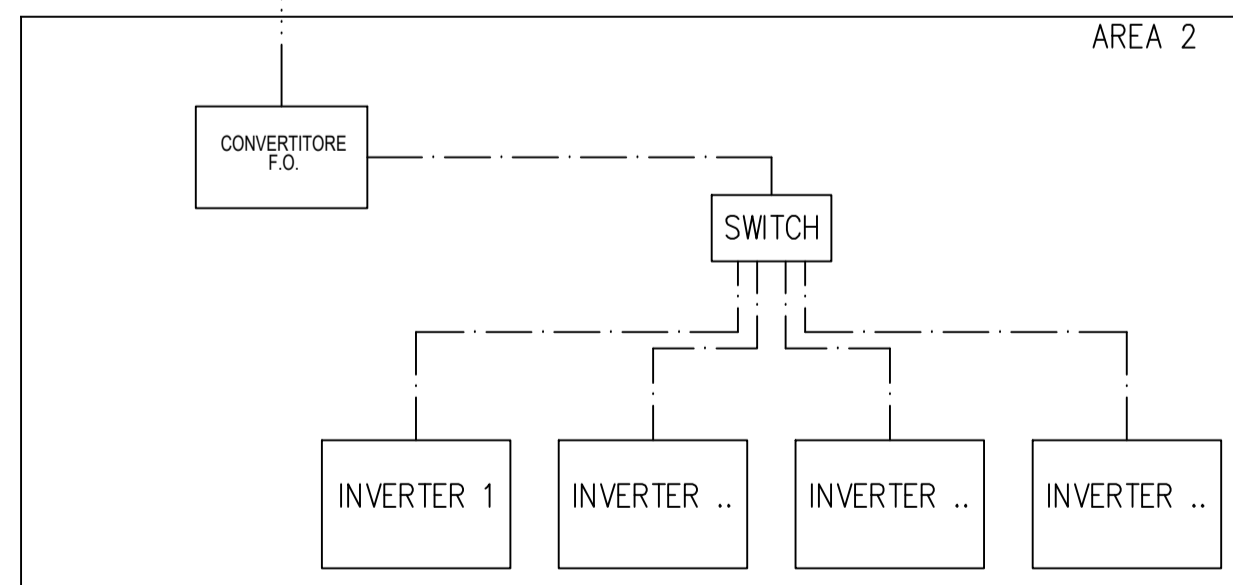 AREA 2
CONVERTITORE
F.O.
SWITCH
INVERTER 1
INVERTER ..
INVERTER ..
INVERTER ..